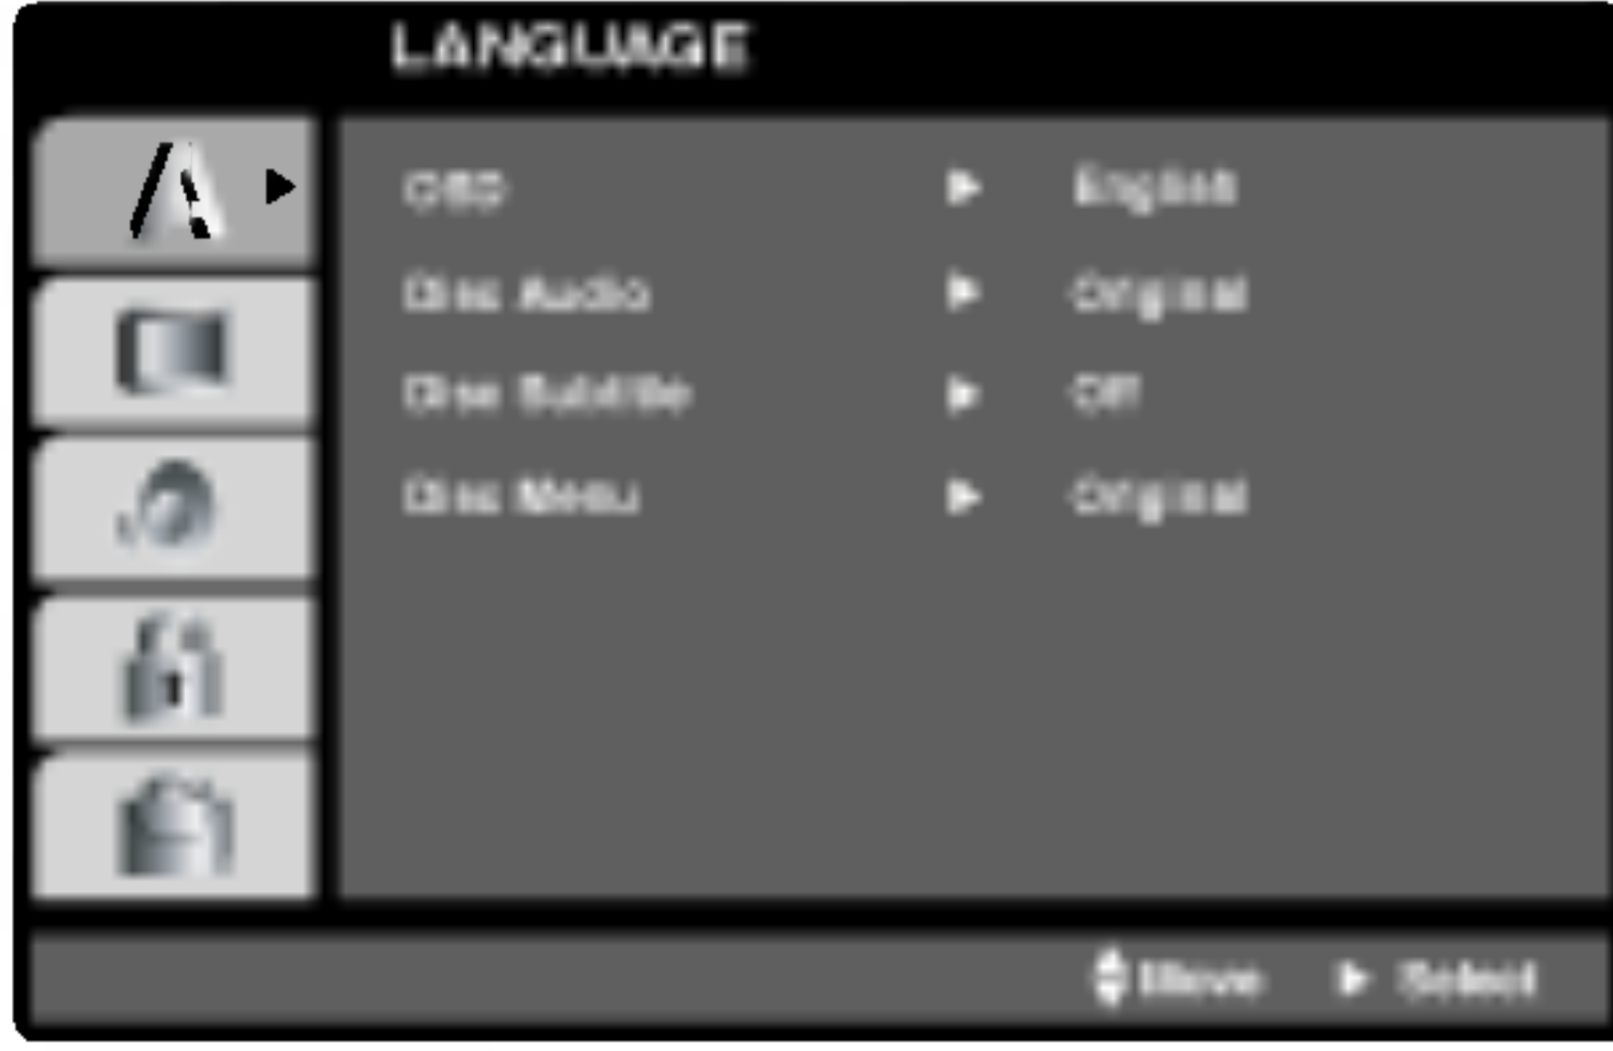 LANGUAGE
OSD ► English
Disc Audio ► Original
Disc Subtitle ► Off
Disc Menu ► Original
Move ► Select